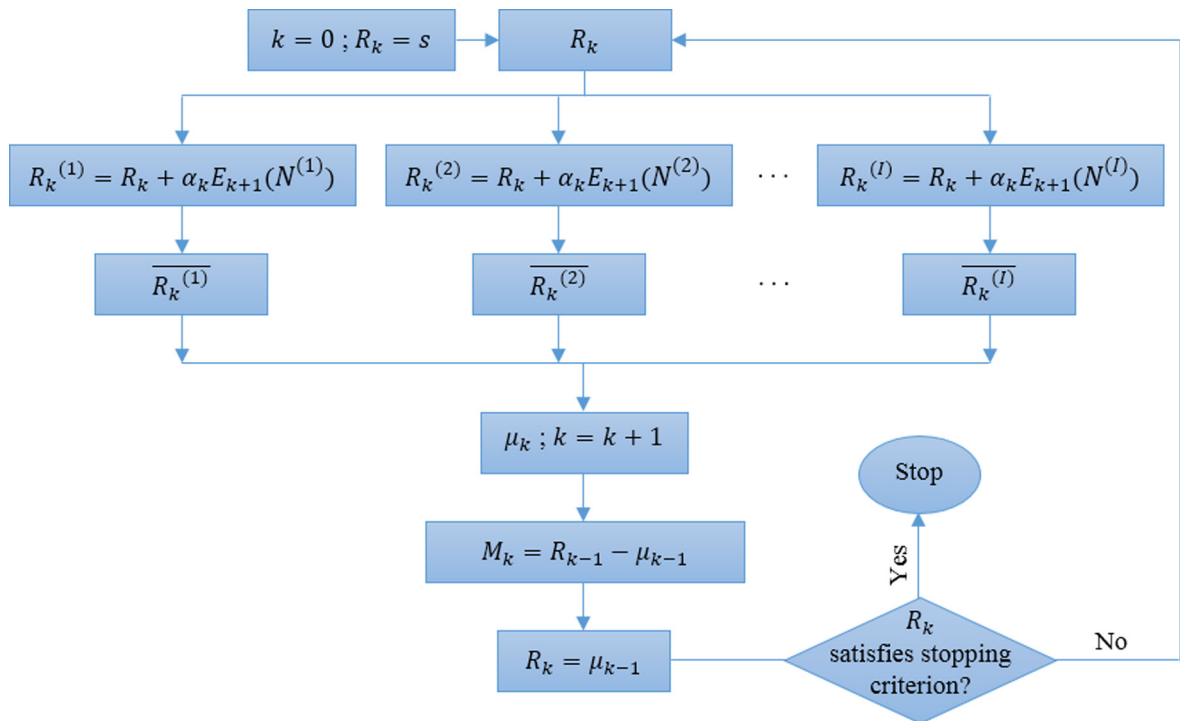 k = 0 ; R_k = s
R_k
R_k^{(1)} = R_k + α_k E_{k+1}(N^{(1)})
R_k^{(2)} = R_k + α_k E_{k+1}(N^{(2)})
· · ·
R_k^{(I)} = R_k + α_k E_{k+1}(N^{(I)})
\overline{R_k^{(1)}}
\overline{R_k^{(2)}}
· · ·
\overline{R_k^{(I)}}
μ_k ; k = k + 1
M_k = R_{k−1} − μ_{k−1}
R_k = μ_{k−1}
Stop
Yes
R_k
satisfies stopping
criterion?
No